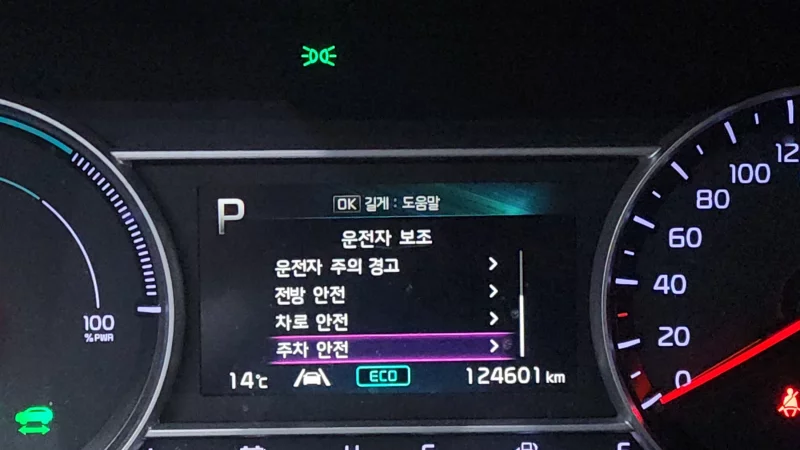 P
OK 길게 : 도움말
운전자 보조
운전자 주의 경고
전방 안전
차로 안전
주차 안전
14℃
ECO
124601 km
100
%PWR
12
100
80
60
40
20
0